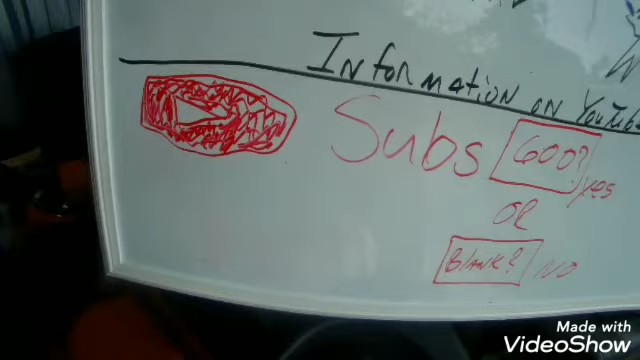 Information on YouTube
Subs 600? yes
OR
Blank? NO
Made with
VideoShow